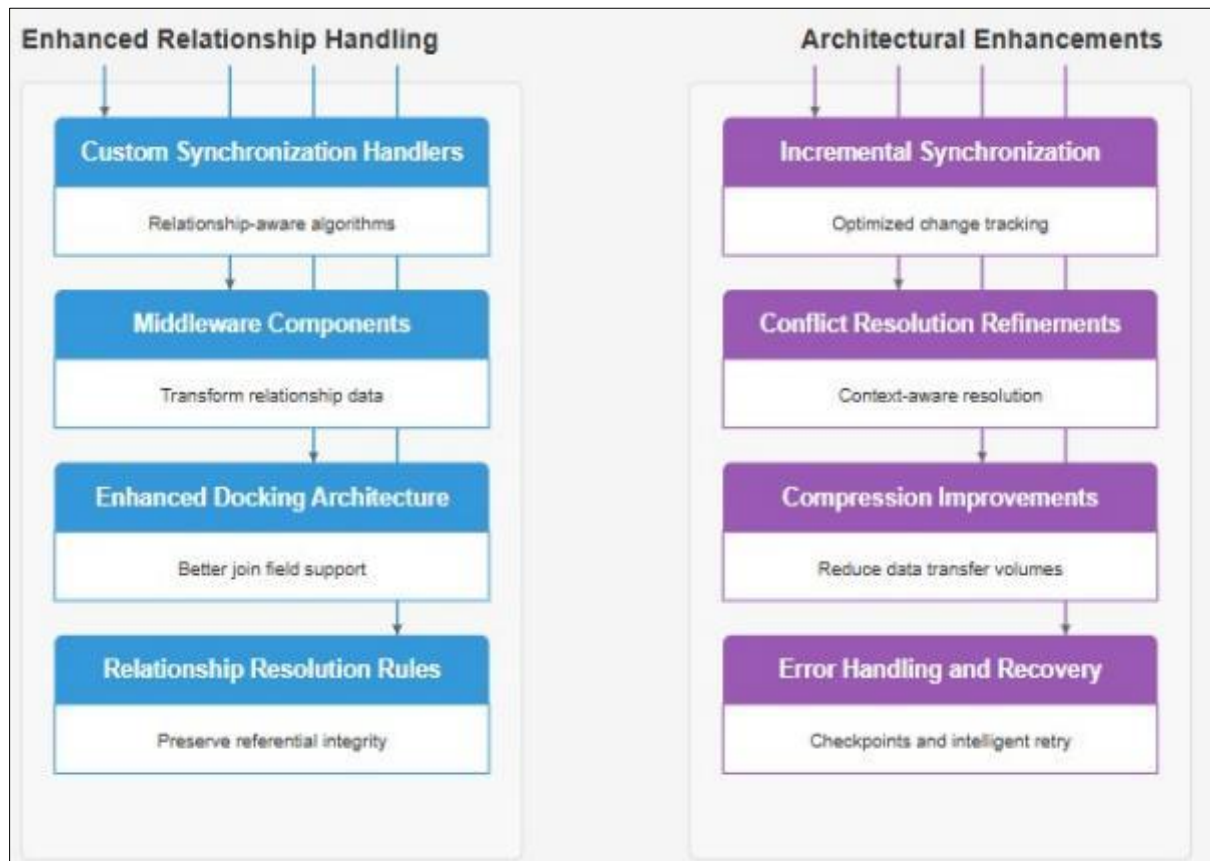 Enhanced Relationship Handling
Custom Synchronization Handlers
Relationship-aware algorithms
Middleware Components
Transform relationship data
Enhanced Docking Architecture
Better join field support
Relationship Resolution Rules
Preserve referential integrity
Architectural Enhancements
Incremental Synchronization
Optimized change tracking
Conflict Resolution Refinements
Context-aware resolution
Compression Improvements
Reduce data transfer volumes
Error Handling and Recovery
Checkpoints and intelligent retry